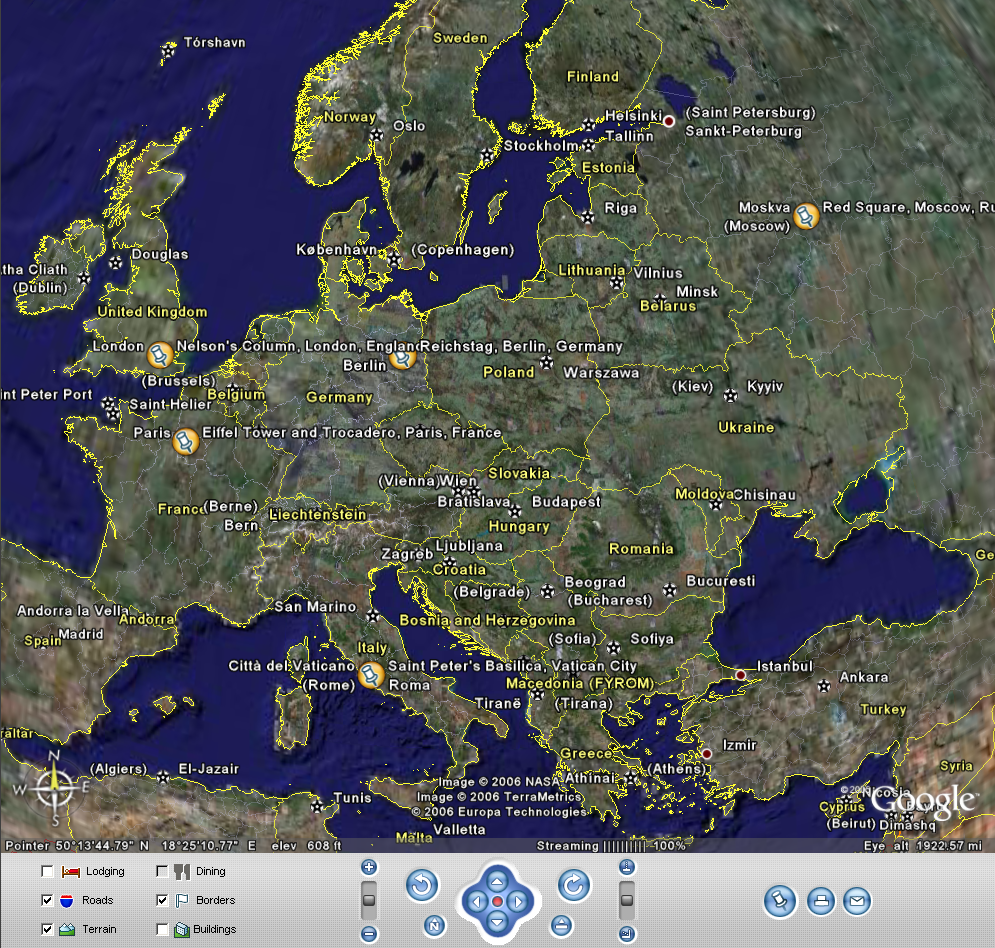 Tórshavn
Sweden
Finland
Norway
Oslo
Helsinki
(Saint Petersburg)
Sankt-Peterburg
Stockholm
Tallinn
Estonia
Riga
Moskva
(Moscow)
Red Square, Moscow, Ru
København
(Copenhagen)
Douglas
tha Cliath
(Dublin)
Lithuania
Vilnius
Minsk
Belarus
United Kingdom
London
Nelson's Column, London, England
Reichstag, Berlin, Germany
Berlin
Poland
Warszawa
(Brussels)
Belgium
Germany
(Kiev)
Kyyiv
int Peter Port
Saint-Helier
Ukraine
Paris
Eiffel Tower and Trocadero, Paris, France
Slovakia
(Vienna)
Wien
Bratislava
Budapest
Moldova
Chisinau
France
(Berne)
Bern
Liechtenstein
Hungary
Ljubljana
Zagreb
Croatia
Romania
Ge
Beograd
(Belgrade)
(Bucharest)
Bucuresti
San Marino
Andorra la Vella
Andorra
Spain
Madrid
Bosnia and Herzegovina
(Sofia)
Sofiya
Italy
Città del Vaticano
Saint Peter's Basilica, Vatican City
(Rome)
Roma
Macedonia (FYROM)
Tiranë
(Tirana)
Istanbul
Ankara
Turkey
raltar
Izmir
Greece
Athinai
(Athens)
Syria
(Algiers)
El-Jazair
N
W
E
S
Tunis
Image © 2006 NASA
Image © 2006 TerraMetrics
© 2006 Europa Technologies
Valletta
Malta
Nicosia
Cyprus
(Beirut)
Dimashq
Google
Pointer 50°13'44.79" N 18°25'10.77" E elev 608 ft
Streaming ||||||||| 100%
Eye alt 1922.57 mi
Lodging
Dining
Roads
Borders
Terrain
Buildings
N